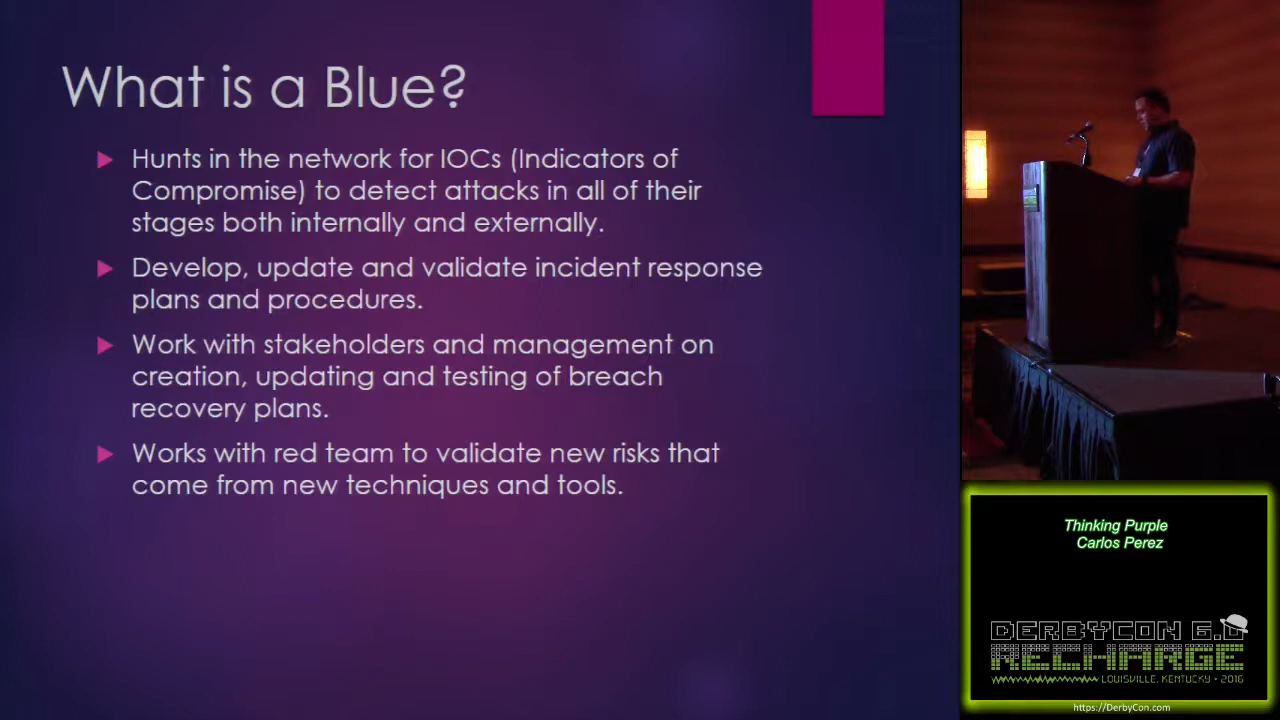 What is a Blue?
Hunts in the network for IOCs (Indicators of
Compromise) to detect attacks in all of their
stages both internally and externally.
Develop, update and validate incident response
plans and procedures.
Work with stakeholders and management on
creation, updating and testing of breach
recovery plans.
Works with red team to validate new risks that
come from new techniques and tools.
Thinking Purple
Carlos Perez
DERBYCON 6.0
RECHARGE
LOUISVILLE, KENTUCKY • 2016
https://DerbyCon.com